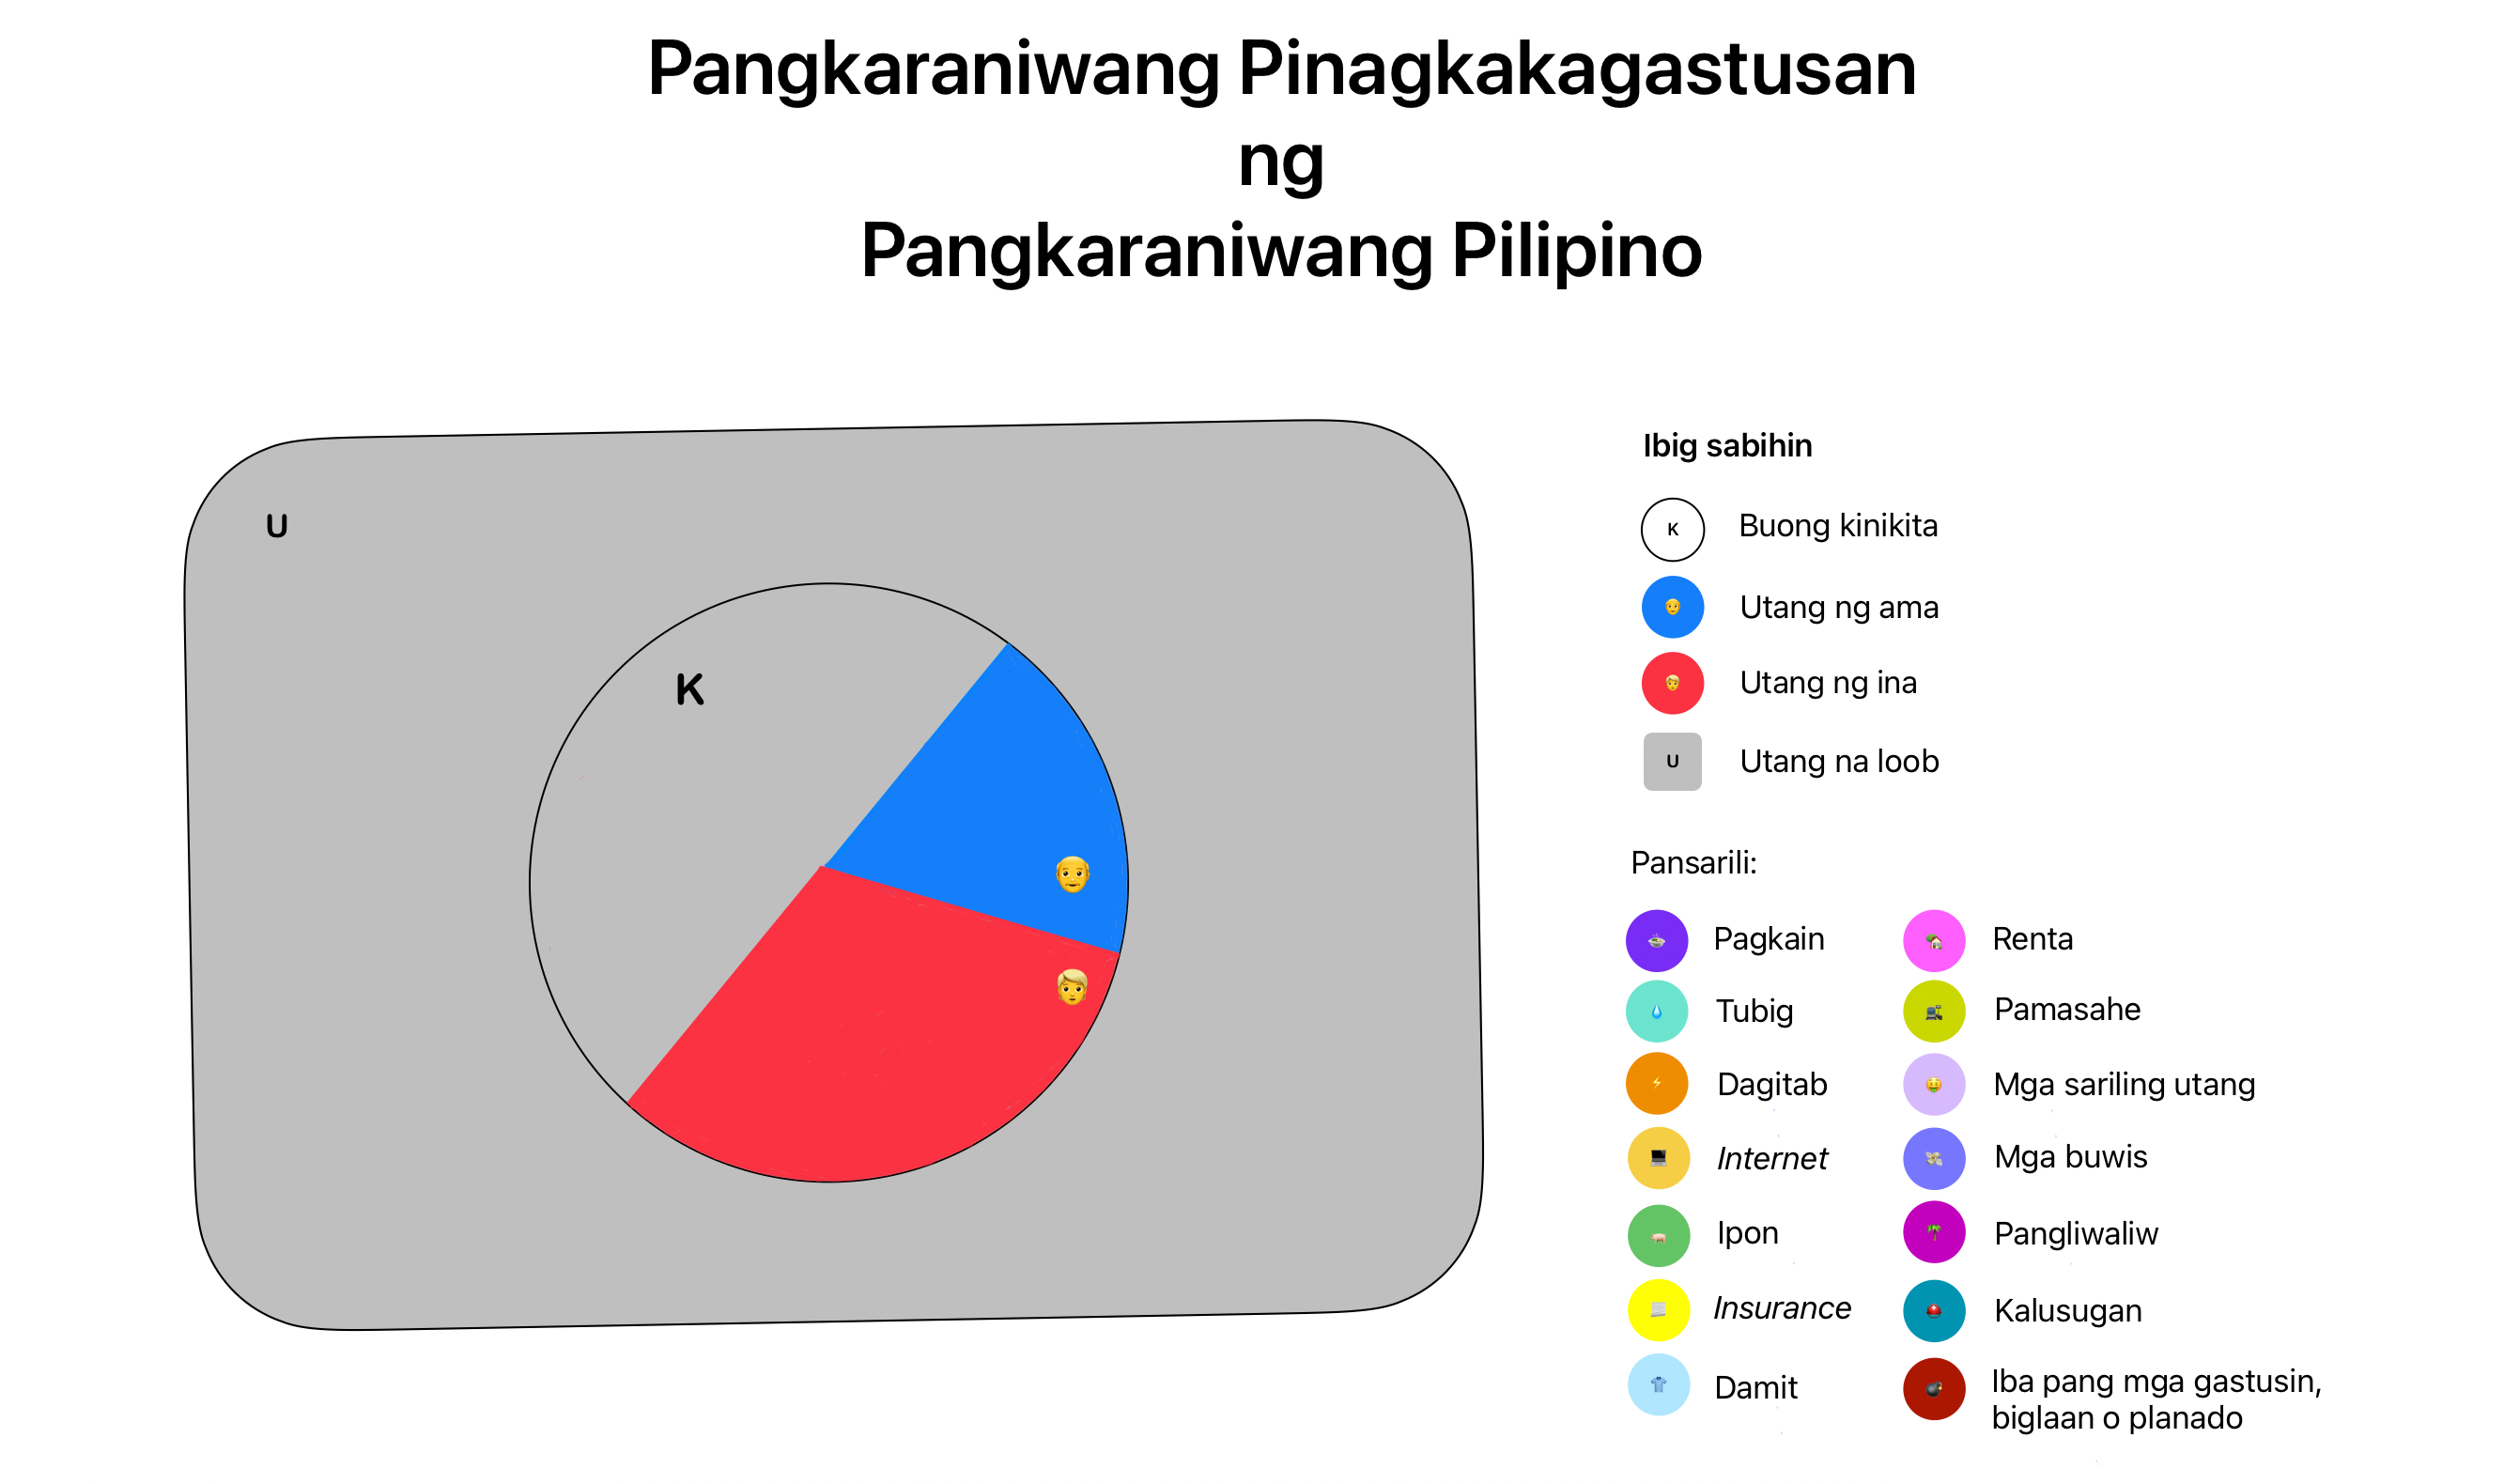 Pangkaraniwang Pinagkakagastusan
ng
Pangkaraniwang Pilipino
U
K
Ibig sabihin
K Buong kinikita
Utang ng ama
Utang ng ina
U Utang na loob
Pansarili:
Pagkain
Tubig
Dagitab
Internet
Ipon
Insurance
Damit
Renta
Pamasahe
Mga sariling utang
Mga buwis
Pangliwaliw
Kalusugan
Iba pang mga gastusin,
biglaan o planado